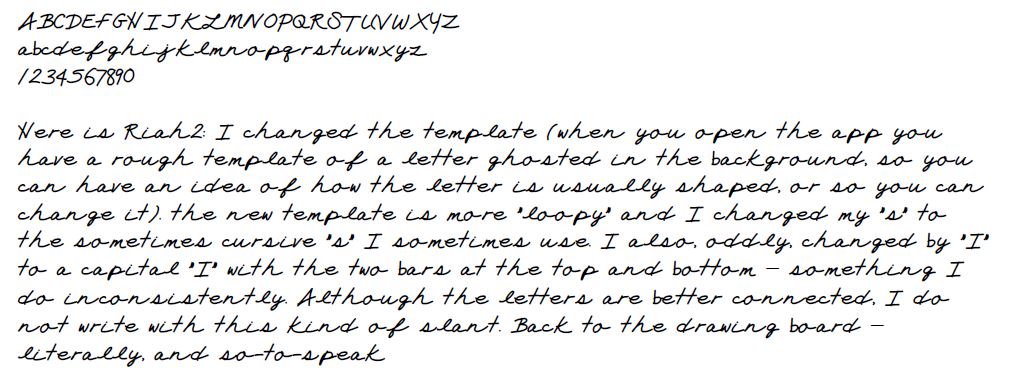 ABCDEFGHIJKLMNOPQRSTUVWXYZ
abcdefghijklmnopqrstuvwxyz
1234567890
Here is Riah2: I changed the template (when you open the app you
have a rough template of a letter ghosted in the background, so you
can have an idea of how the letter is usually shaped, or so you can
change it). the new template is more "loopy" and I changed my "s" to
the sometimes cursive "s" I sometimes use. I also, oddly, changed by "I"
to a capital "I" with the two bars at the top and bottom - something I
do inconsistently. Although the letters are better connected, I do
not write with this kind of slant. Back to the drawing board -
literally, and so-to-speak